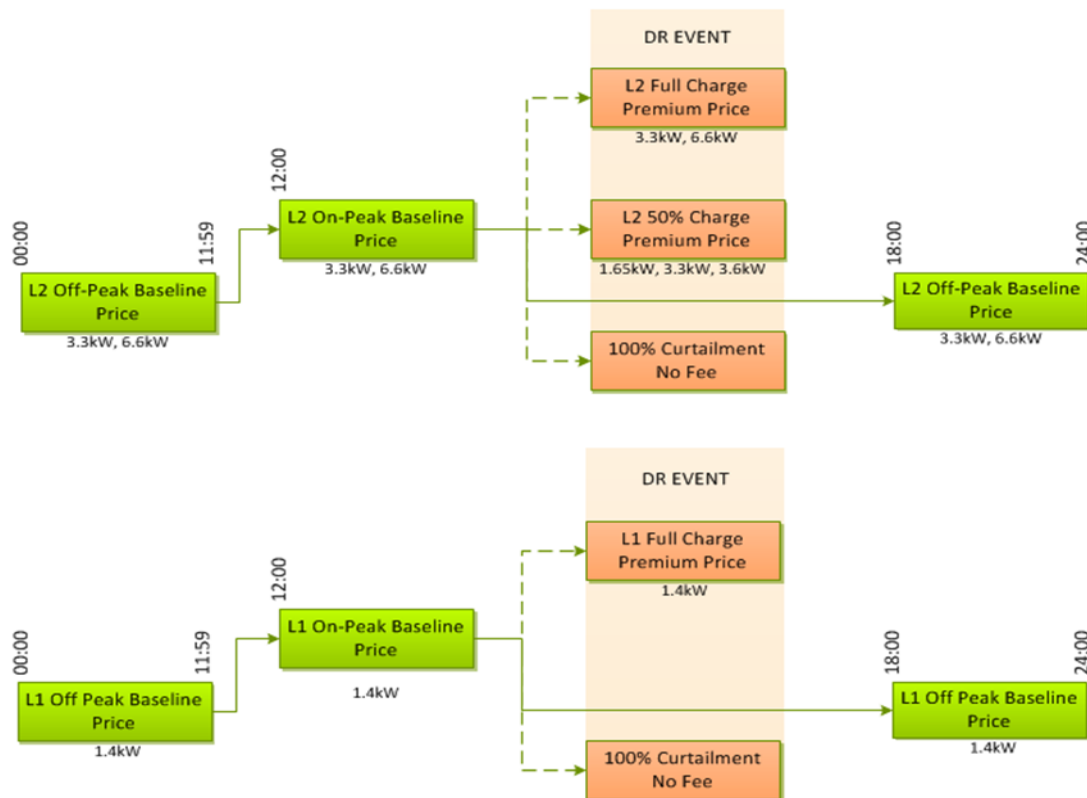 DR EVENT
L2 Full Charge
Premium Price
3.3kW, 6.6kW
12:00
L2 On-Peak Baseline
Price
3.3kW, 6.6kW
L2 50% Charge
Premium Price
1.65kW, 3.3kW, 3.6kW
00:00
11:59
L2 Off-Peak Baseline
Price
3.3kW, 6.6kW
18:00
24:00
L2 Off-Peak Baseline
Price
3.3kW, 6.6kW
100% Curtailment
No Fee
DR EVENT
L1 Full Charge
Premium Price
1.4kW
12:00
L1 On-Peak Baseline
Price
1.4kW
00:00
11:59
L1 Off Peak Baseline
Price
1.4kW
18:00
24:00
L1 Off Peak Baseline
Price
1.4kW
100% Curtailment
No Fee